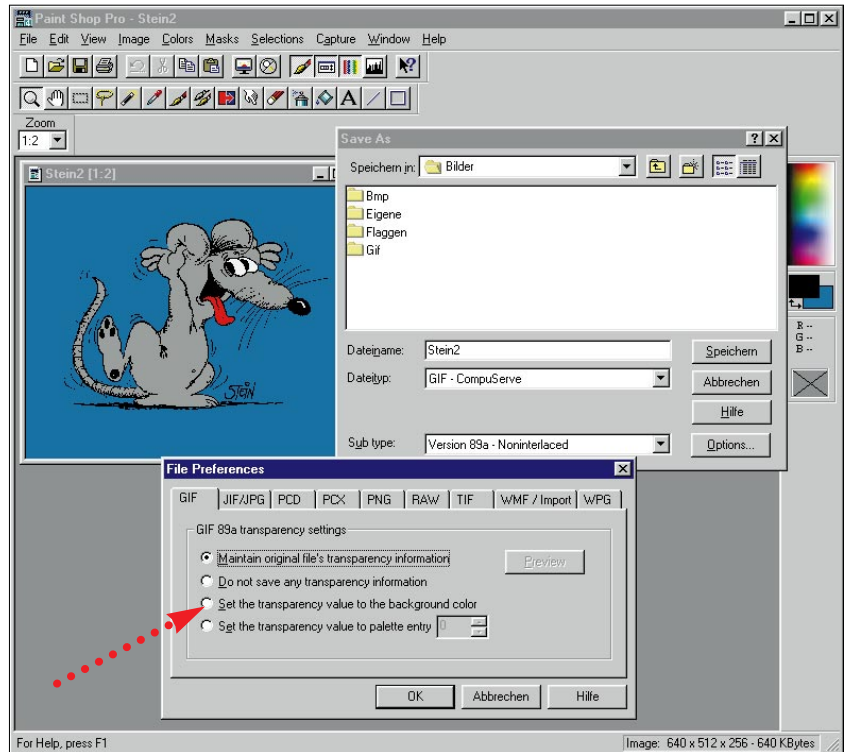 Paint Shop Pro - Stein2
File Edit View Image Colors Masks Selections Capture Window Help
Zoom
1:2
Stein2 [1:2]
STEiN
Save As
Speichern in: Bilder
Bmp
Eigene
Flaggen
Gif
Dateiname: Stein2 Speichern
Dateityp: GIF - CompuServe Abbrechen
Hilfe
Sub type: Version 89a - Noninterlaced Options...
R --
G --
B --
File Preferences
GIF JIF/JPG PCD PCX PNG RAW TIF WMF / Import WPG
GIF 89a transparency settings
Maintain original file's transparency information Preview
Do not save any transparency information
Set the transparency value to the background color
Set the transparency value to palette entry 0
OK Abbrechen Hilfe
For Help, press F1 Image: 640 x 512 x 256 - 640 KBytes